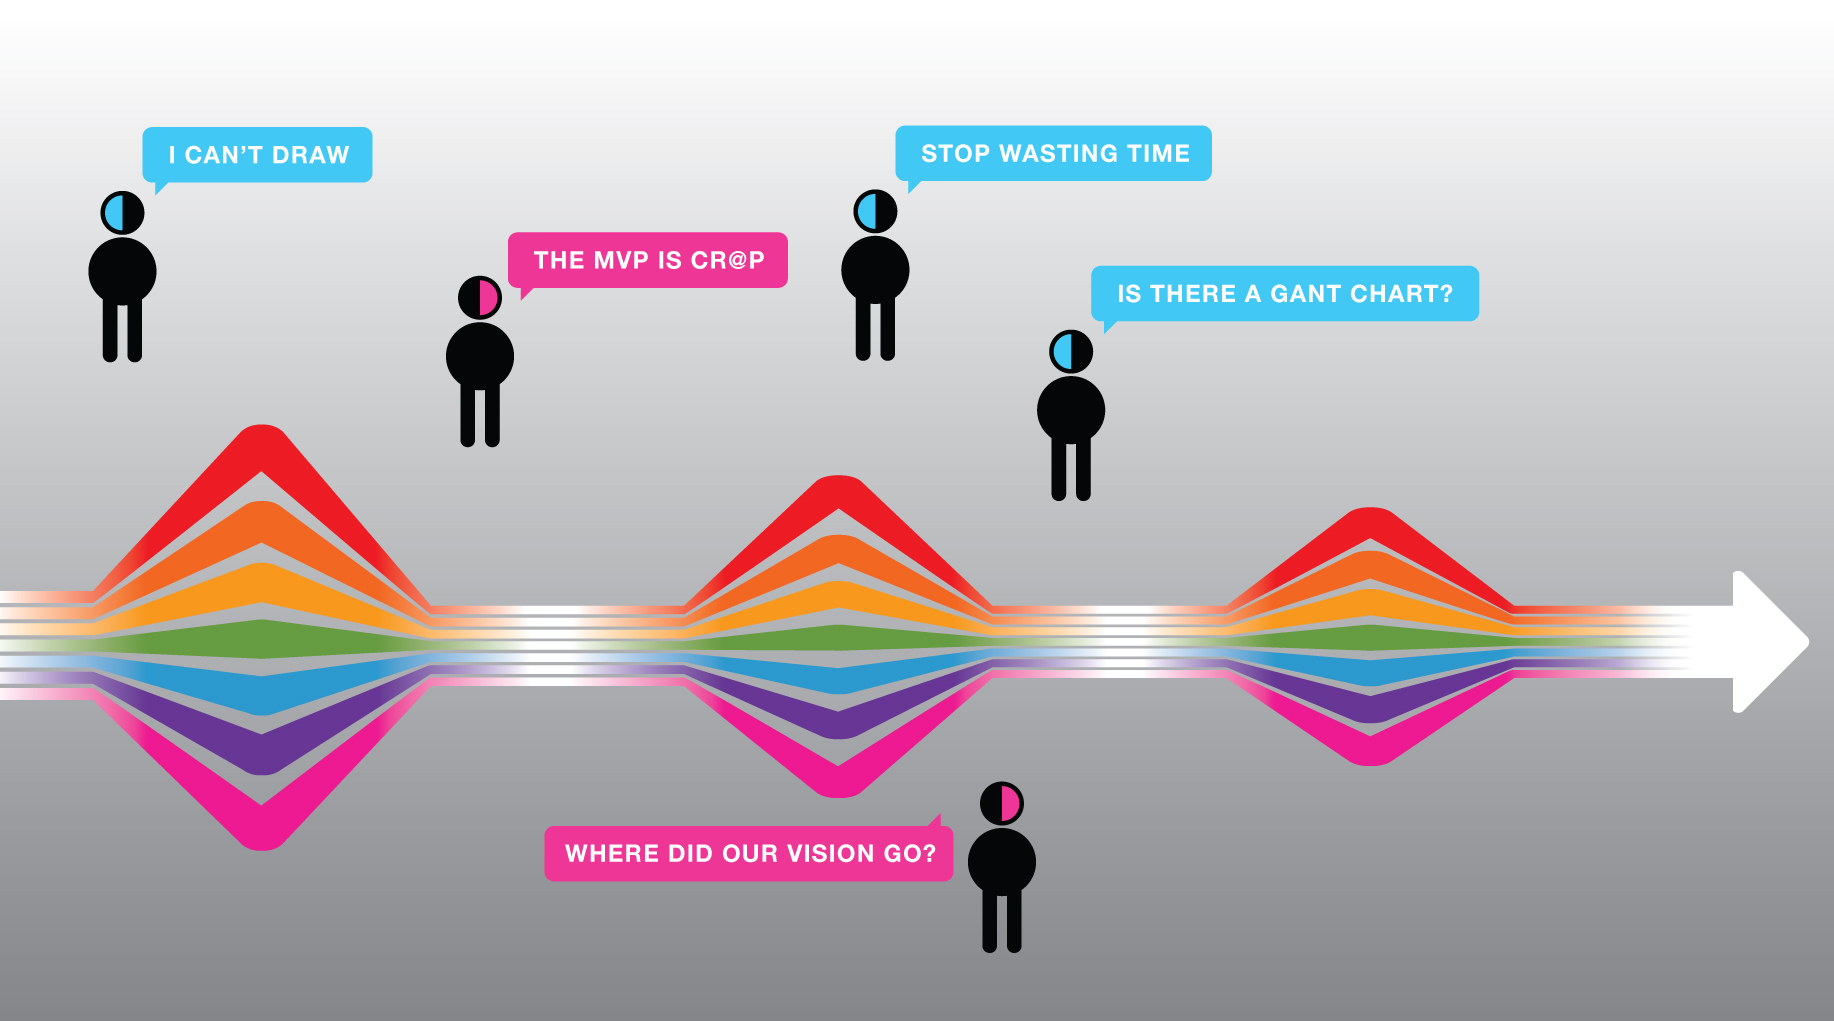 I CAN’T DRAW
STOP WASTING TIME
THE MVP IS CR@P
IS THERE A GANT CHART?
WHERE DID OUR VISION GO?